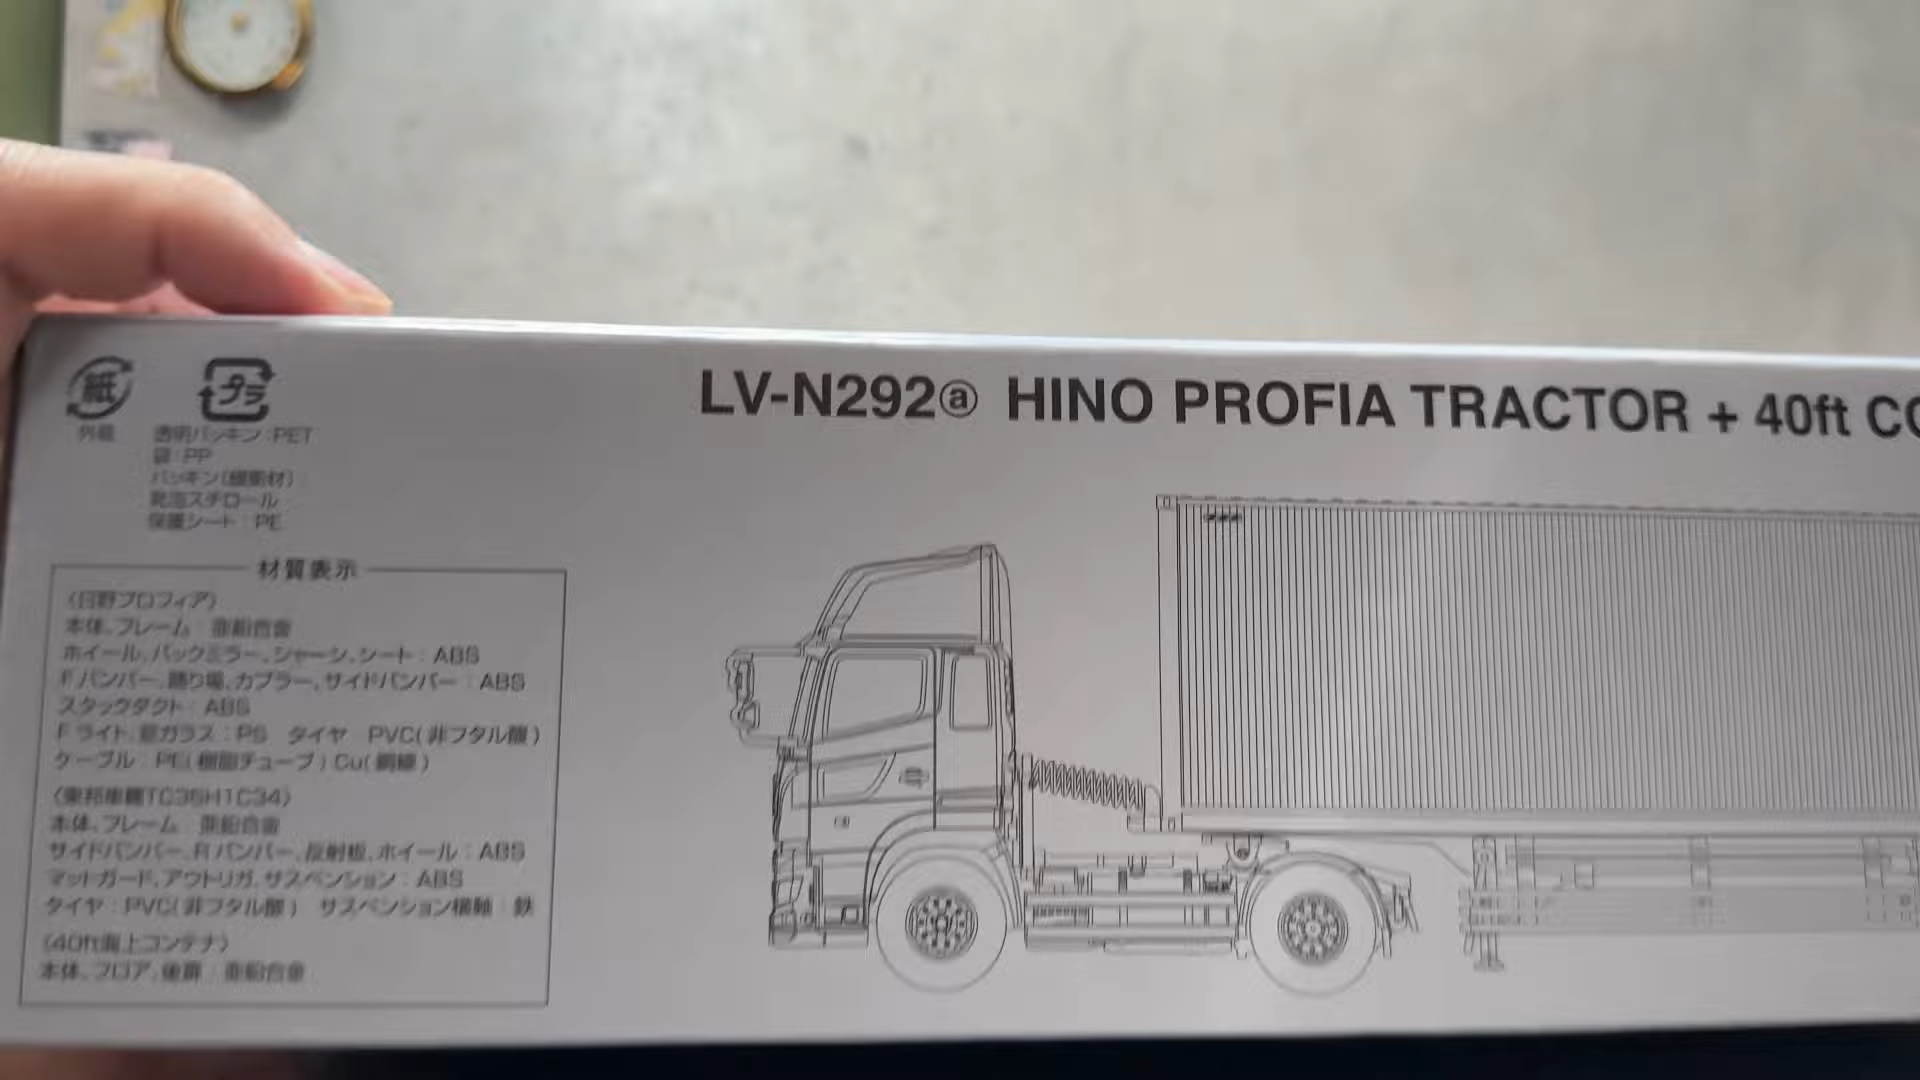 紙
外箱
プラ
透明パッキン:PET
袋:PP
パッキン(緩衝材):
発泡スチロール
保護シート:PE
LV-N292ⓐ HINO PROFIA TRACTOR + 40ft CO
材質表示
〈日野プロフィア〉
本体、フレーム:亜鉛合金
ホイール、バックミラー、シャーシ、シート:ABS
Fバンパー、踊り場、カプラー、サイドバンパー:ABS
スタックダクト:ABS
Fライト、窓ガラス:PS タイヤ:PVC(非フタル酸)
ケーブル:PE(樹脂チューブ)Cu(銅線)
〈東邦車輛TC36H1C34〉
本体、フレーム:亜鉛合金
サイドバンパー、Rバンパー、反射板、ホイール:ABS
マットガード、アウトリガ、サスペンション:ABS
タイヤ:PVC(非フタル酸) サスペンション横軸:鉄
〈40ft海上コンテナ〉
本体、フロア、後扉:亜鉛合金